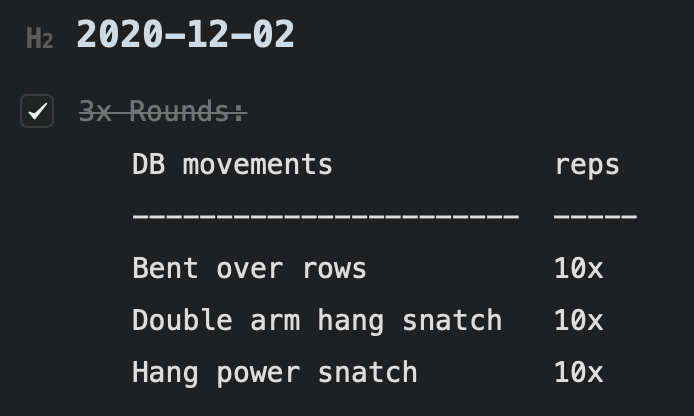 H2 2020-12-02
3x Rounds:
DB movements reps
----------------------- -----
Bent over rows 10x
Double arm hang snatch 10x
Hang power snatch 10x